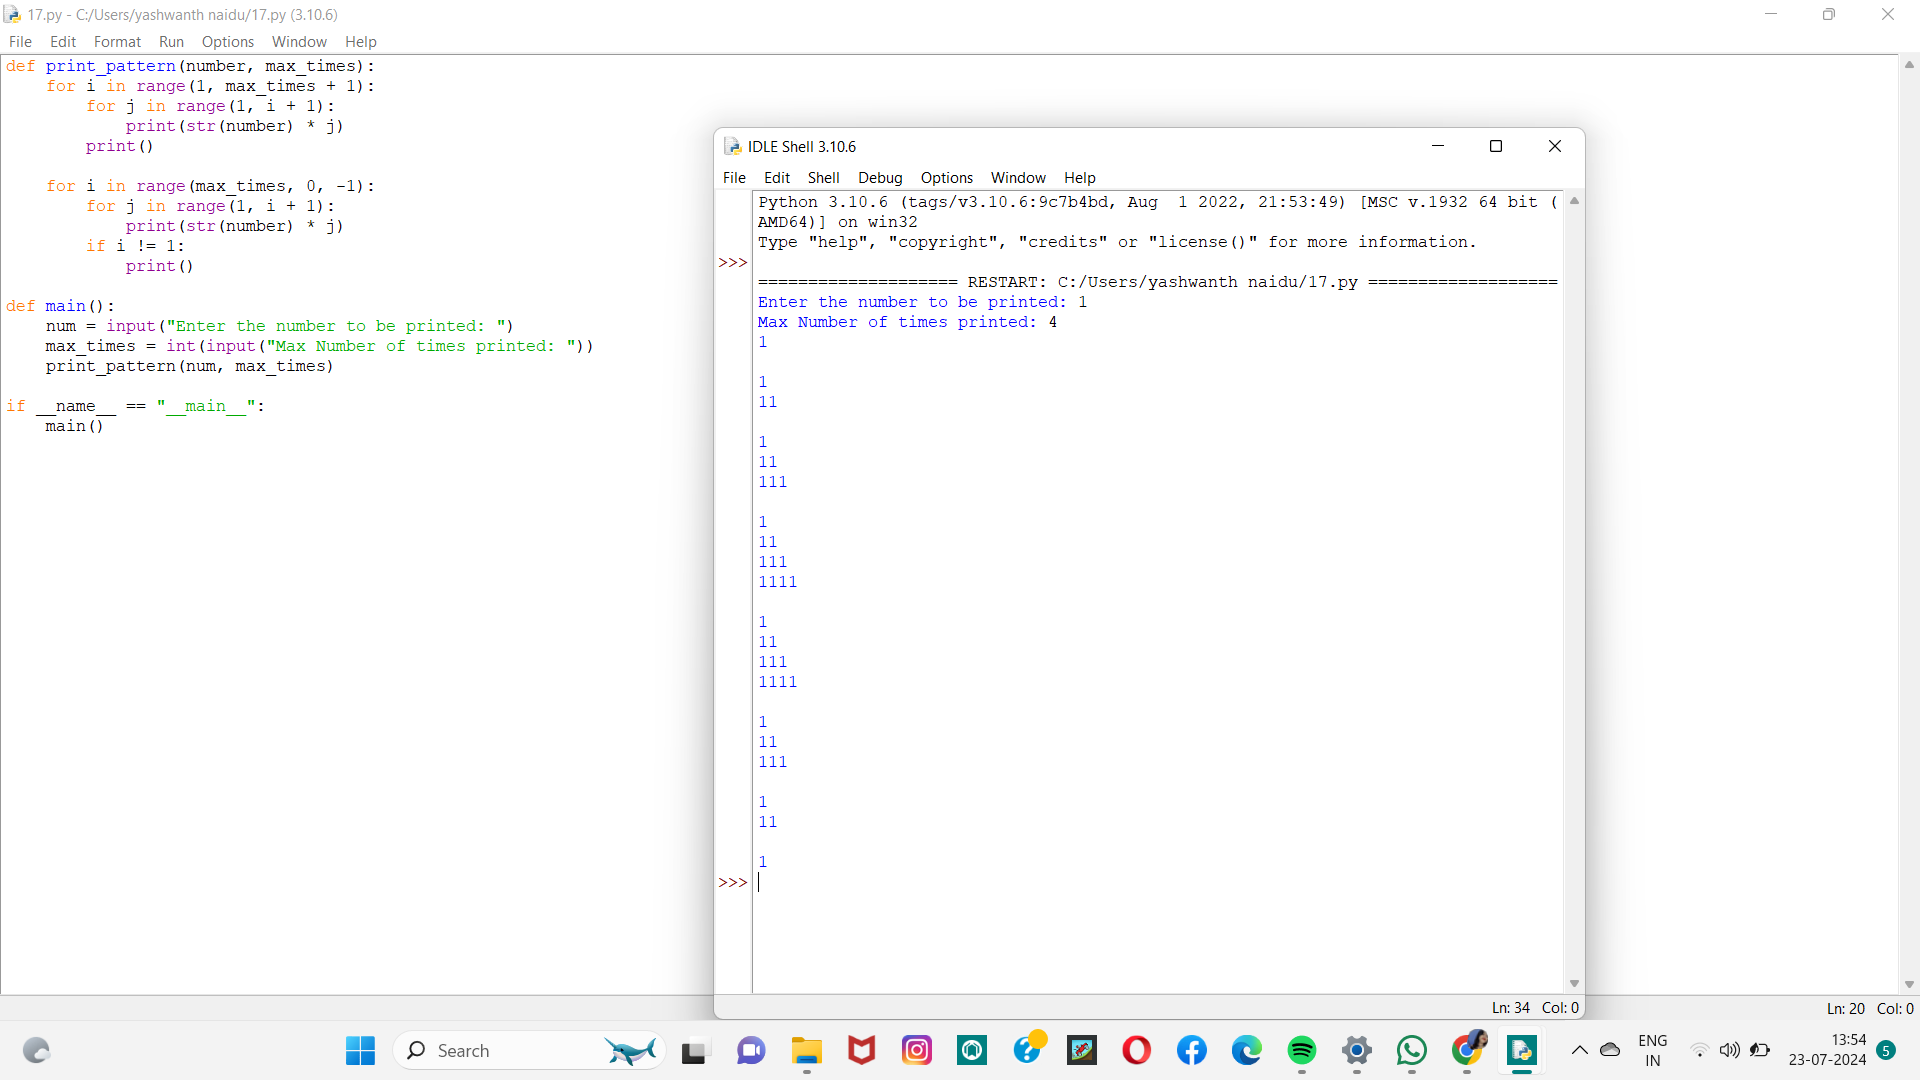 17.py - C:/Users/yashwanth naidu/17.py (3.10.6)
File Edit Format Run Options Window Help
def print_pattern(number, max_times):
    for i in range(1, max_times + 1):
        for j in range(1, i + 1):
            print(str(number) * j)
        print()

    for i in range(max_times, 0, -1):
        for j in range(1, i + 1):
            print(str(number) * j)
        if i != 1:
            print()

def main():
    num = input("Enter the number to be printed: ")
    max_times = int(input("Max Number of times printed: "))
    print_pattern(num, max_times)

if __name__ == "__main__":
    main()
Ln: 20 Col: 0
IDLE Shell 3.10.6
File Edit Shell Debug Options Window Help
Python 3.10.6 (tags/v3.10.6:9c7b4bd, Aug  1 2022, 21:53:49) [MSC v.1932 64 bit (
AMD64)] on win32
Type "help", "copyright", "credits" or "license()" for more information.
>>>
==================== RESTART: C:/Users/yashwanth naidu/17.py ===================
Enter the number to be printed: 1
Max Number of times printed: 4
1

1
11

1
11
111

1
11
111
1111

1
11
111
1111

1
11
111

1
11

1
>>>
Ln: 34 Col: 0
Search
ENG
IN
13:54
23-07-2024
5